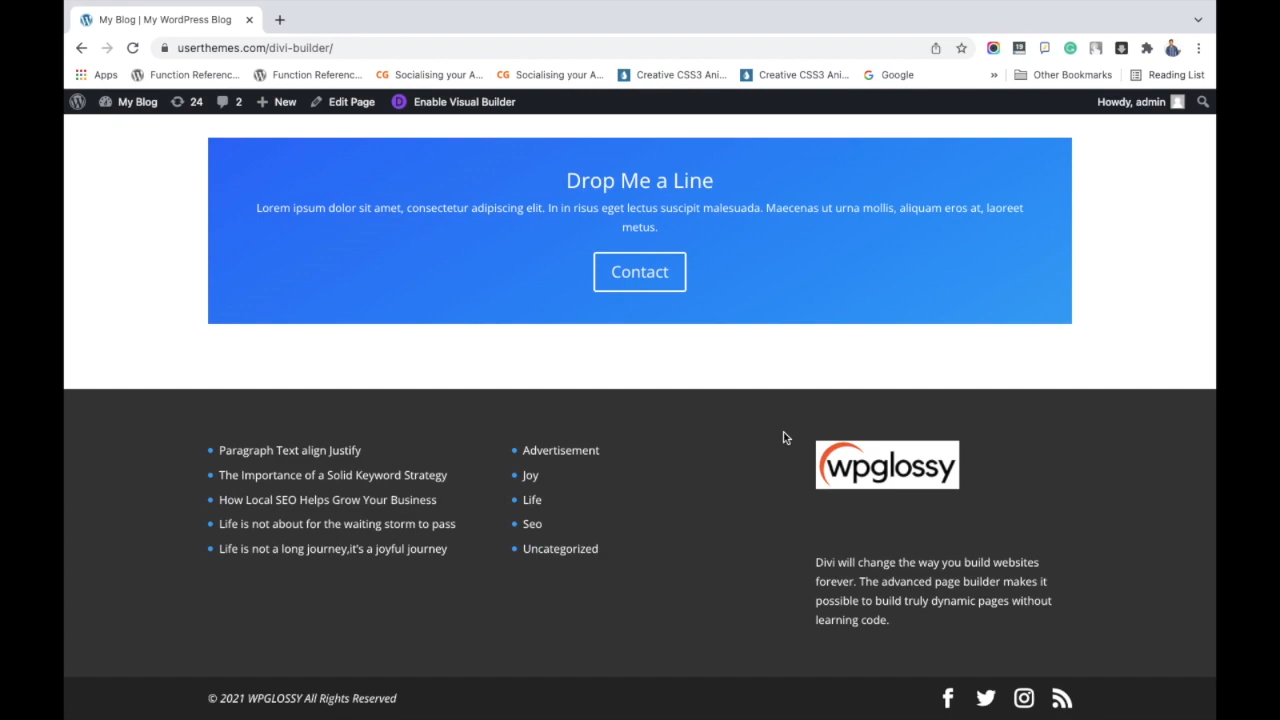 My Blog | My WordPress Blog
userthemes.com/divi-builder/
Apps Function Referenc... Function Referenc... CG Socialising your A... CG Socialising your A... Creative CSS3 Ani... Creative CSS3 Ani... Google » Other Bookmarks Reading List
My Blog 24 2 New Edit Page D Enable Visual Builder Howdy, admin
Drop Me a Line
Lorem ipsum dolor sit amet, consectetur adipiscing elit. In in risus eget lectus suscipit malesuada. Maecenas ut urna mollis, aliquam eros at, laoreet
metus.
Contact
Paragraph Text align Justify
The Importance of a Solid Keyword Strategy
How Local SEO Helps Grow Your Business
Life is not about for the waiting storm to pass
Life is not a long journey,it's a joyful journey
Advertisement
Joy
Life
Seo
Uncategorized
wpglossy
Divi will change the way you build websites
forever. The advanced page builder makes it
possible to build truly dynamic pages without
learning code.
© 2021 WPGLOSSY All Rights Reserved